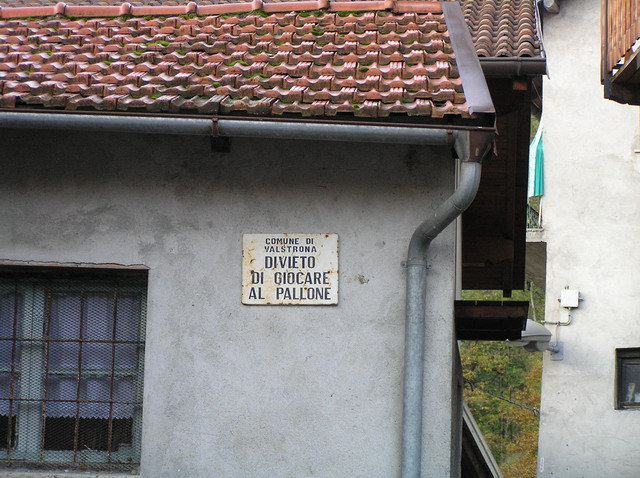 COMUNE DI
VALSTRONA
DIVIETO
DI GIOCARE
AL PALLONE